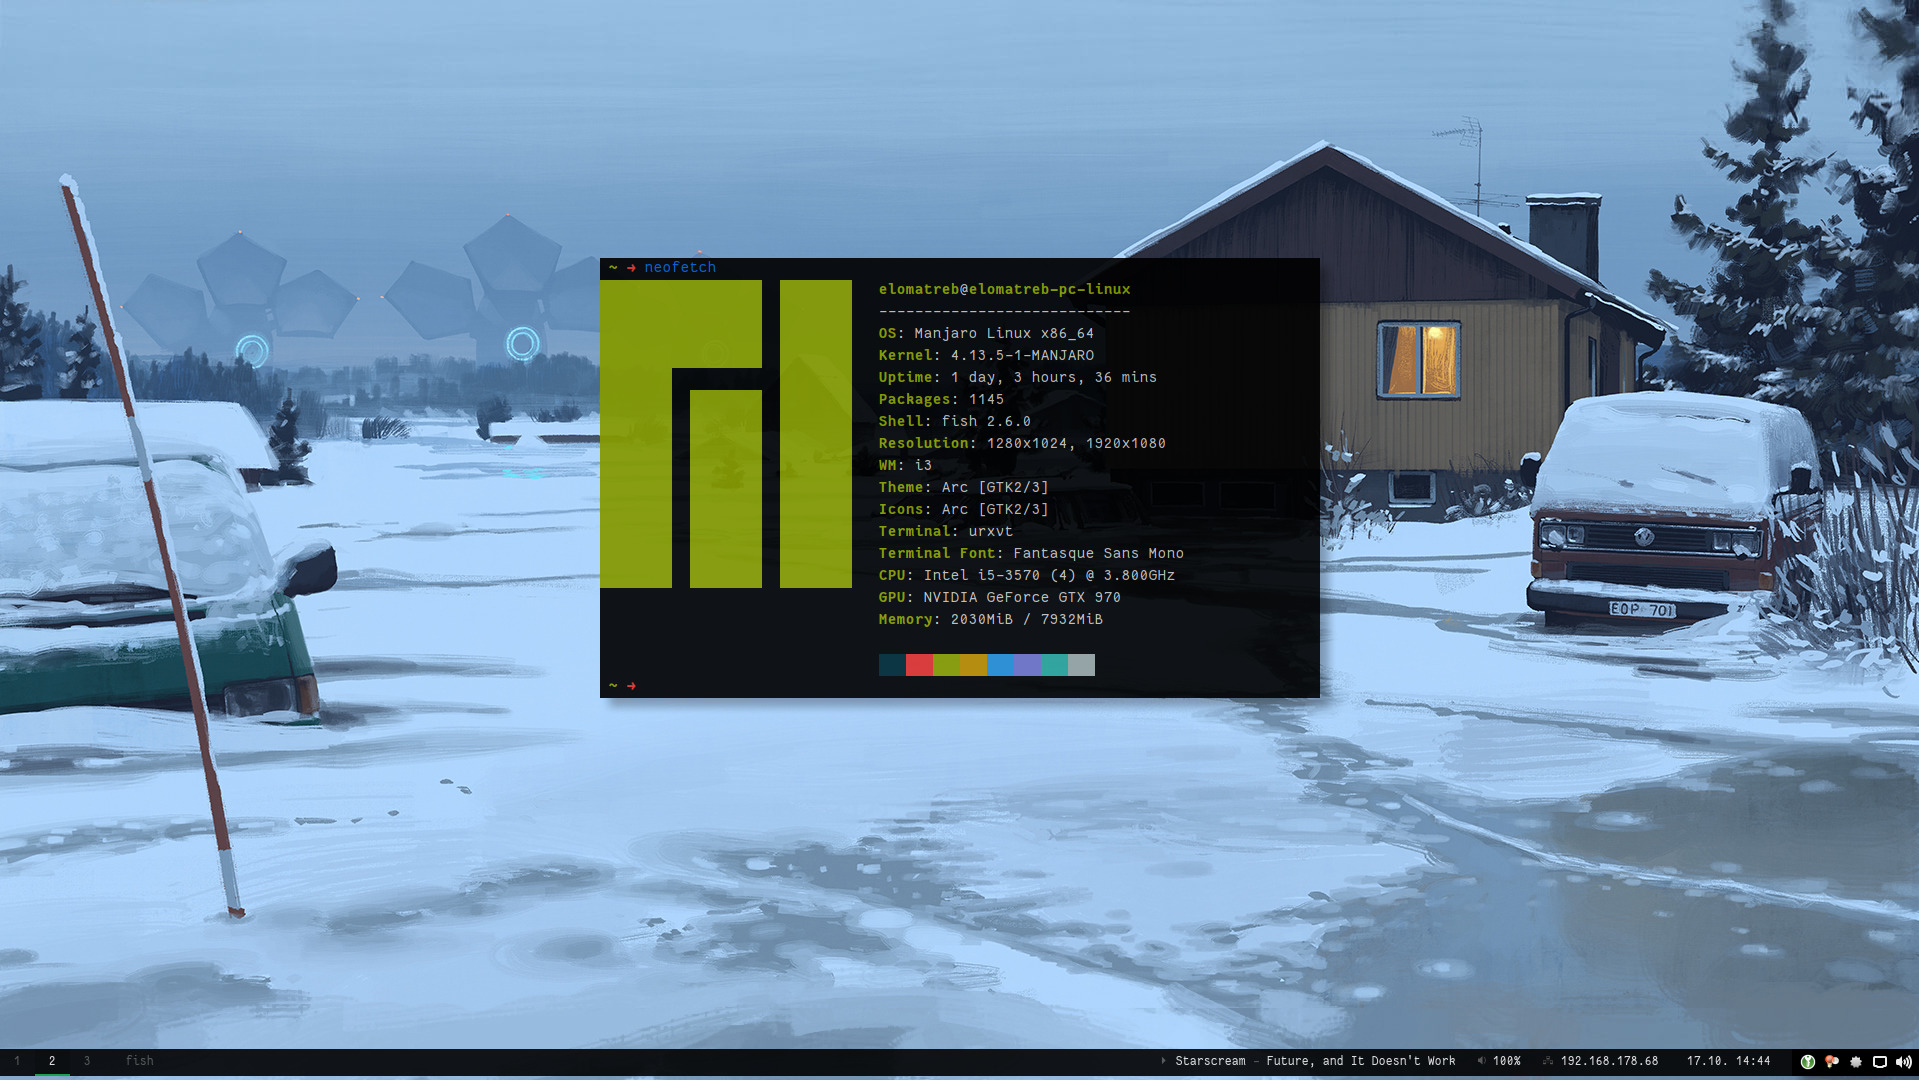 ~ → neofetch
elomatreb@elomatreb-pc-linux
----------------------------
OS: Manjaro Linux x86_64
Kernel: 4.13.5-1-MANJARO
Uptime: 1 day, 3 hours, 36 mins
Packages: 1145
Shell: fish 2.6.0
Resolution: 1280x1024, 1920x1080
WM: i3
Theme: Arc [GTK2/3]
Icons: Arc [GTK2/3]
Terminal: urxvt
Terminal Font: Fantasque Sans Mono
CPU: Intel i5-3570 (4) @ 3.800GHz
GPU: NVIDIA GeForce GTX 970
Memory: 2030MiB / 7932MiB
~ →
EOP 701
1 2 3 fish Starscream - Future, and It Doesn't Work 100% 192.168.178.68 17.10. 14:44